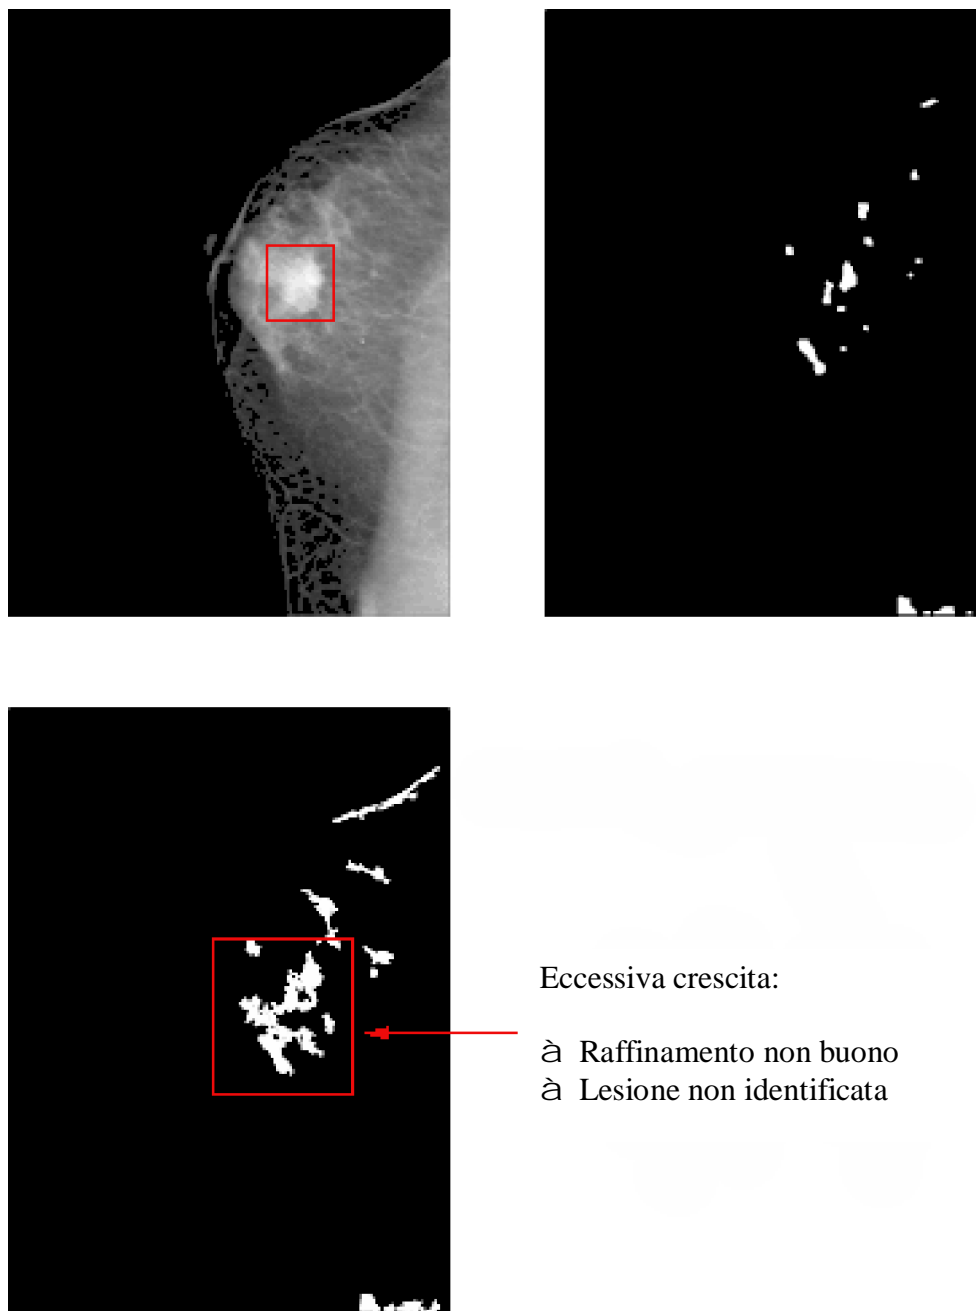 Eccessiva crescita:
à Raffinamento non buono
à Lesione non identificata